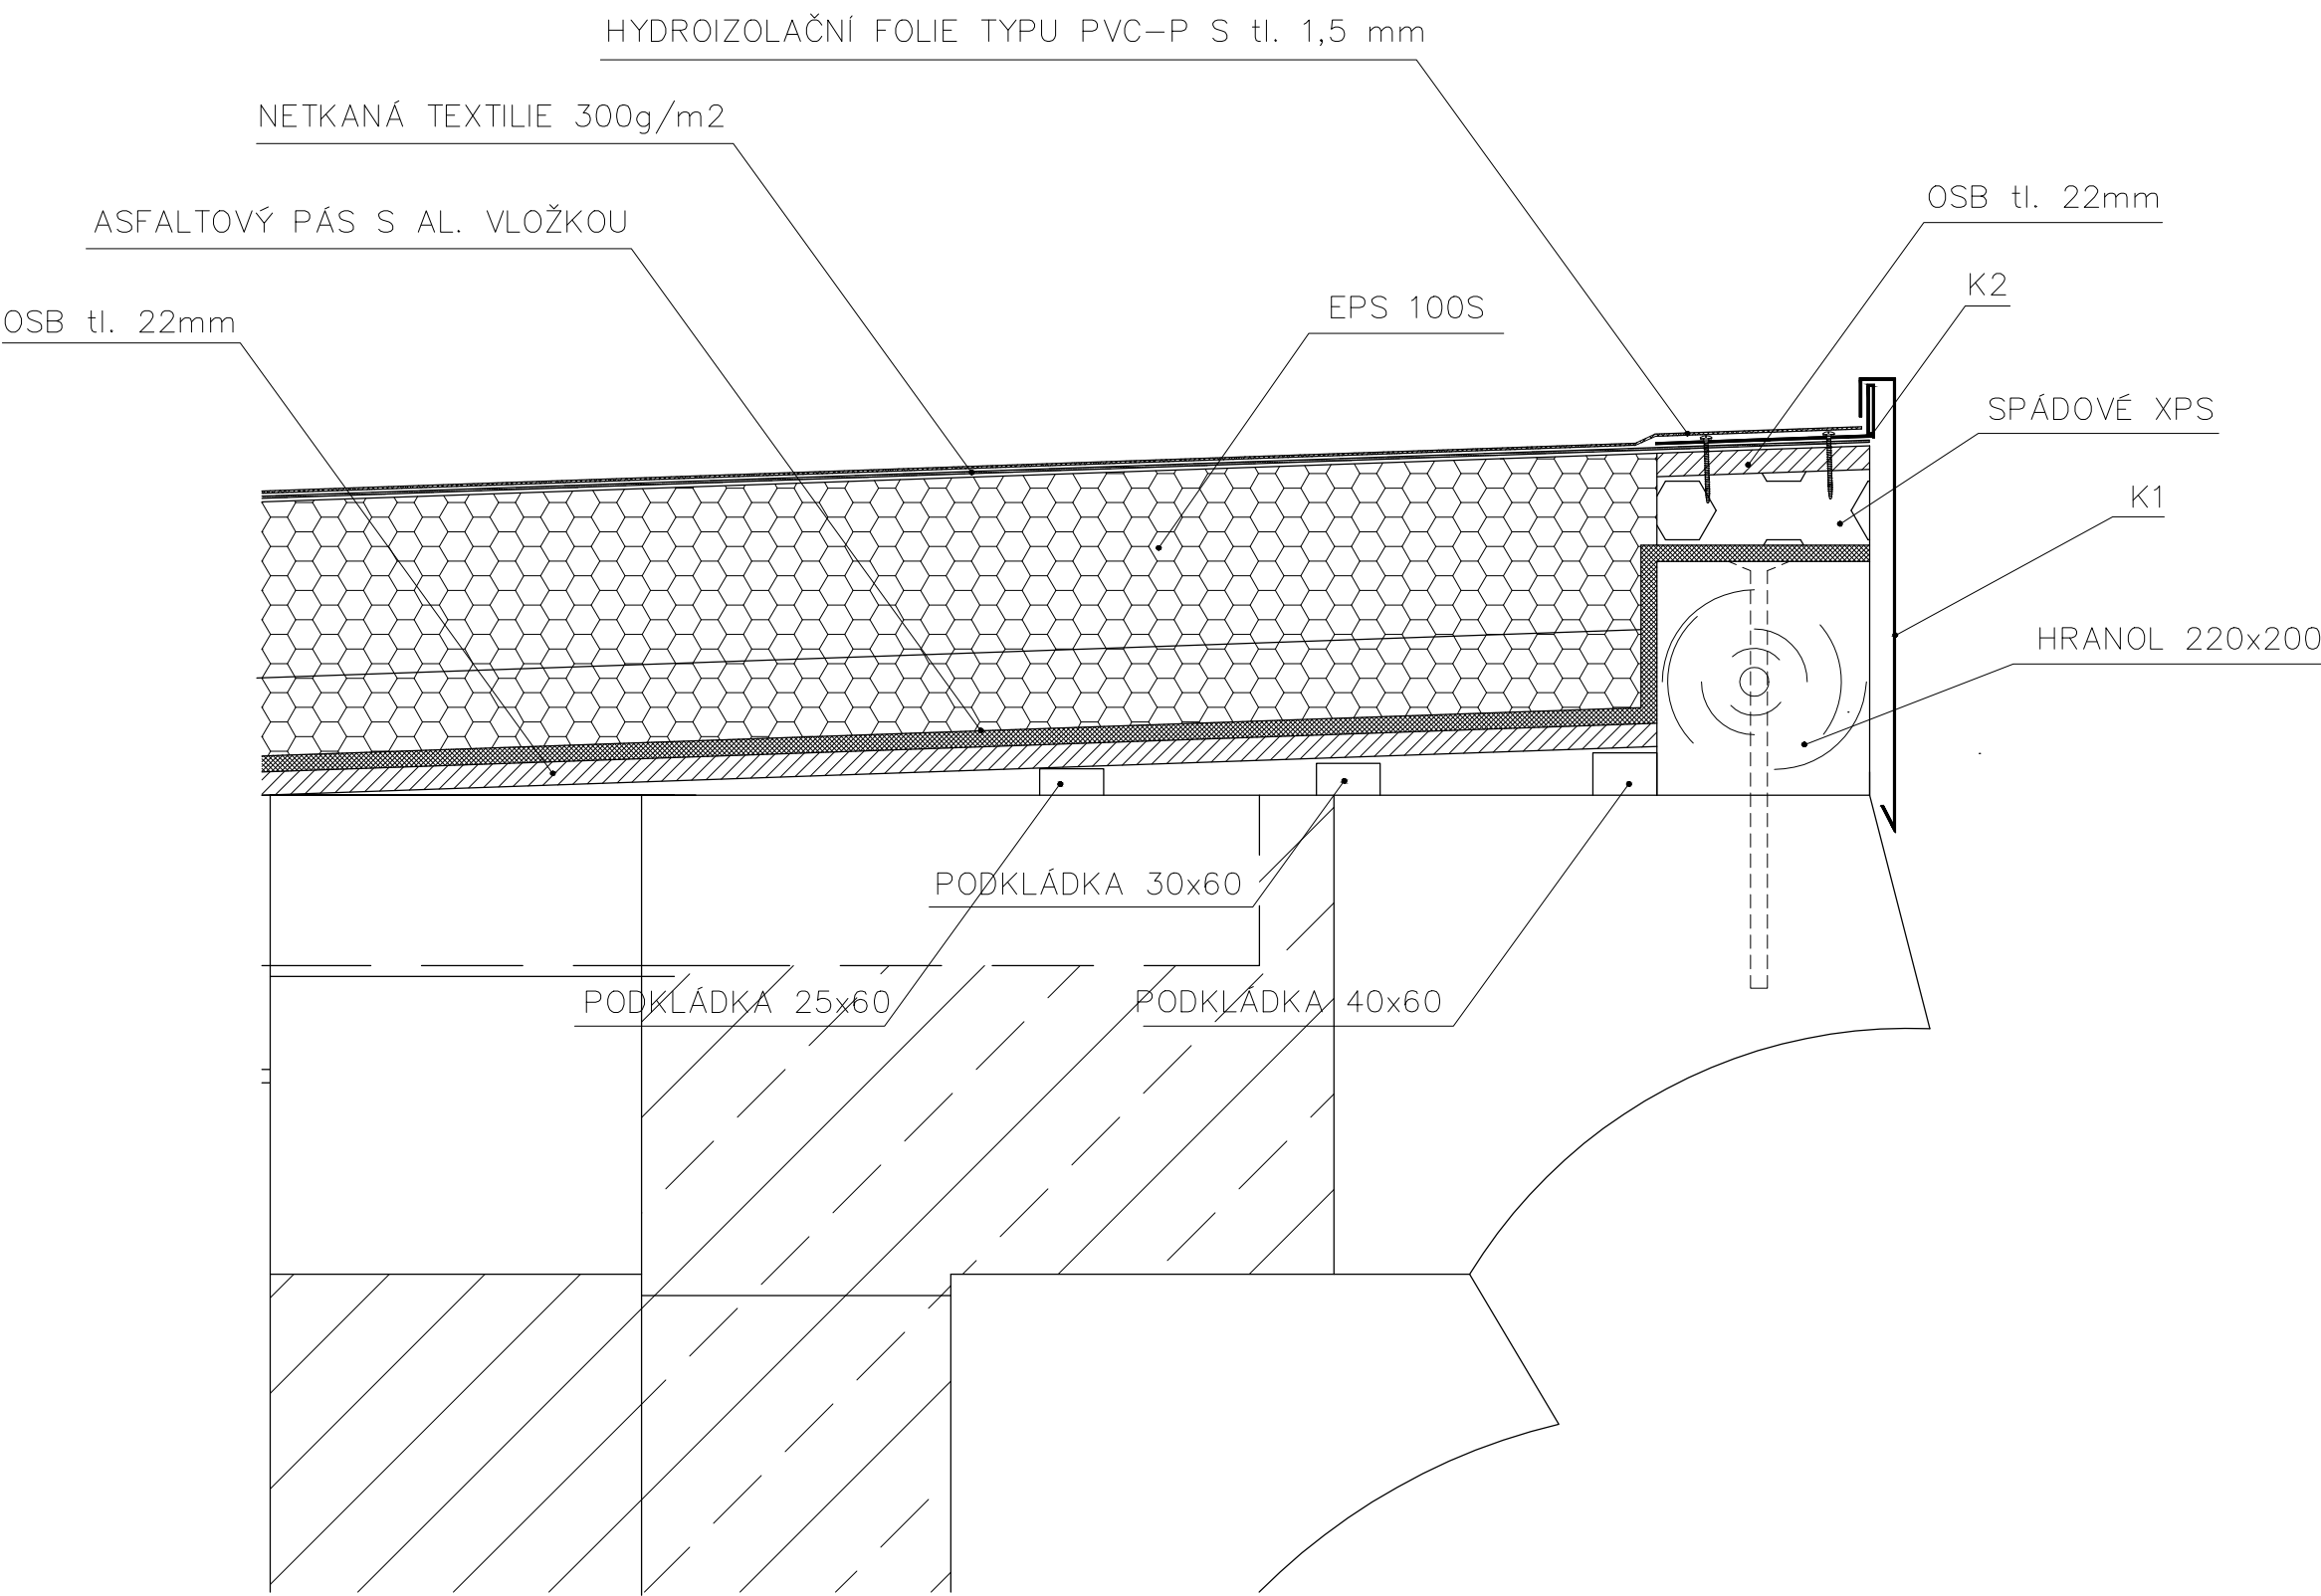 HYDROIZOLAČNÍ FOLIE TYPU PVC-P S tl. 1,5 mm
NETKANÁ TEXTILIE 300g/m2
OSB tl. 22mm
ASFALTOVÝ PÁS S AL. VLOŽKOU
K2
EPS 100S
OSB tl. 22mm
SPÁDOVÉ XPS
K1
HRANOL 220x200
PODKLÁDKA 30x60
PODKLÁDKA 25x60
PODKLÁDKA 40x60